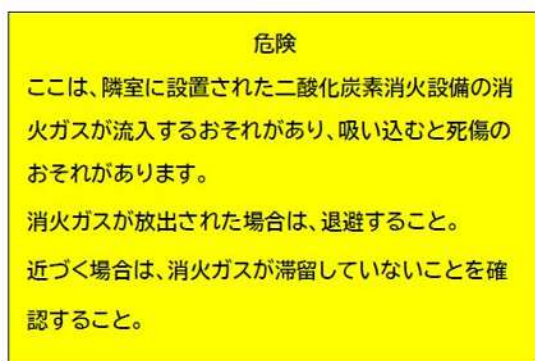 危険
ここは、隣室に設置された二酸化炭素消火設備の消
火ガスが流入するおそれがあり、吸い込むと死傷の
おそれがあります。
消火ガスが放出された場合は、退避すること。
近づく場合は、消火ガスが滞留していないことを確
認すること。